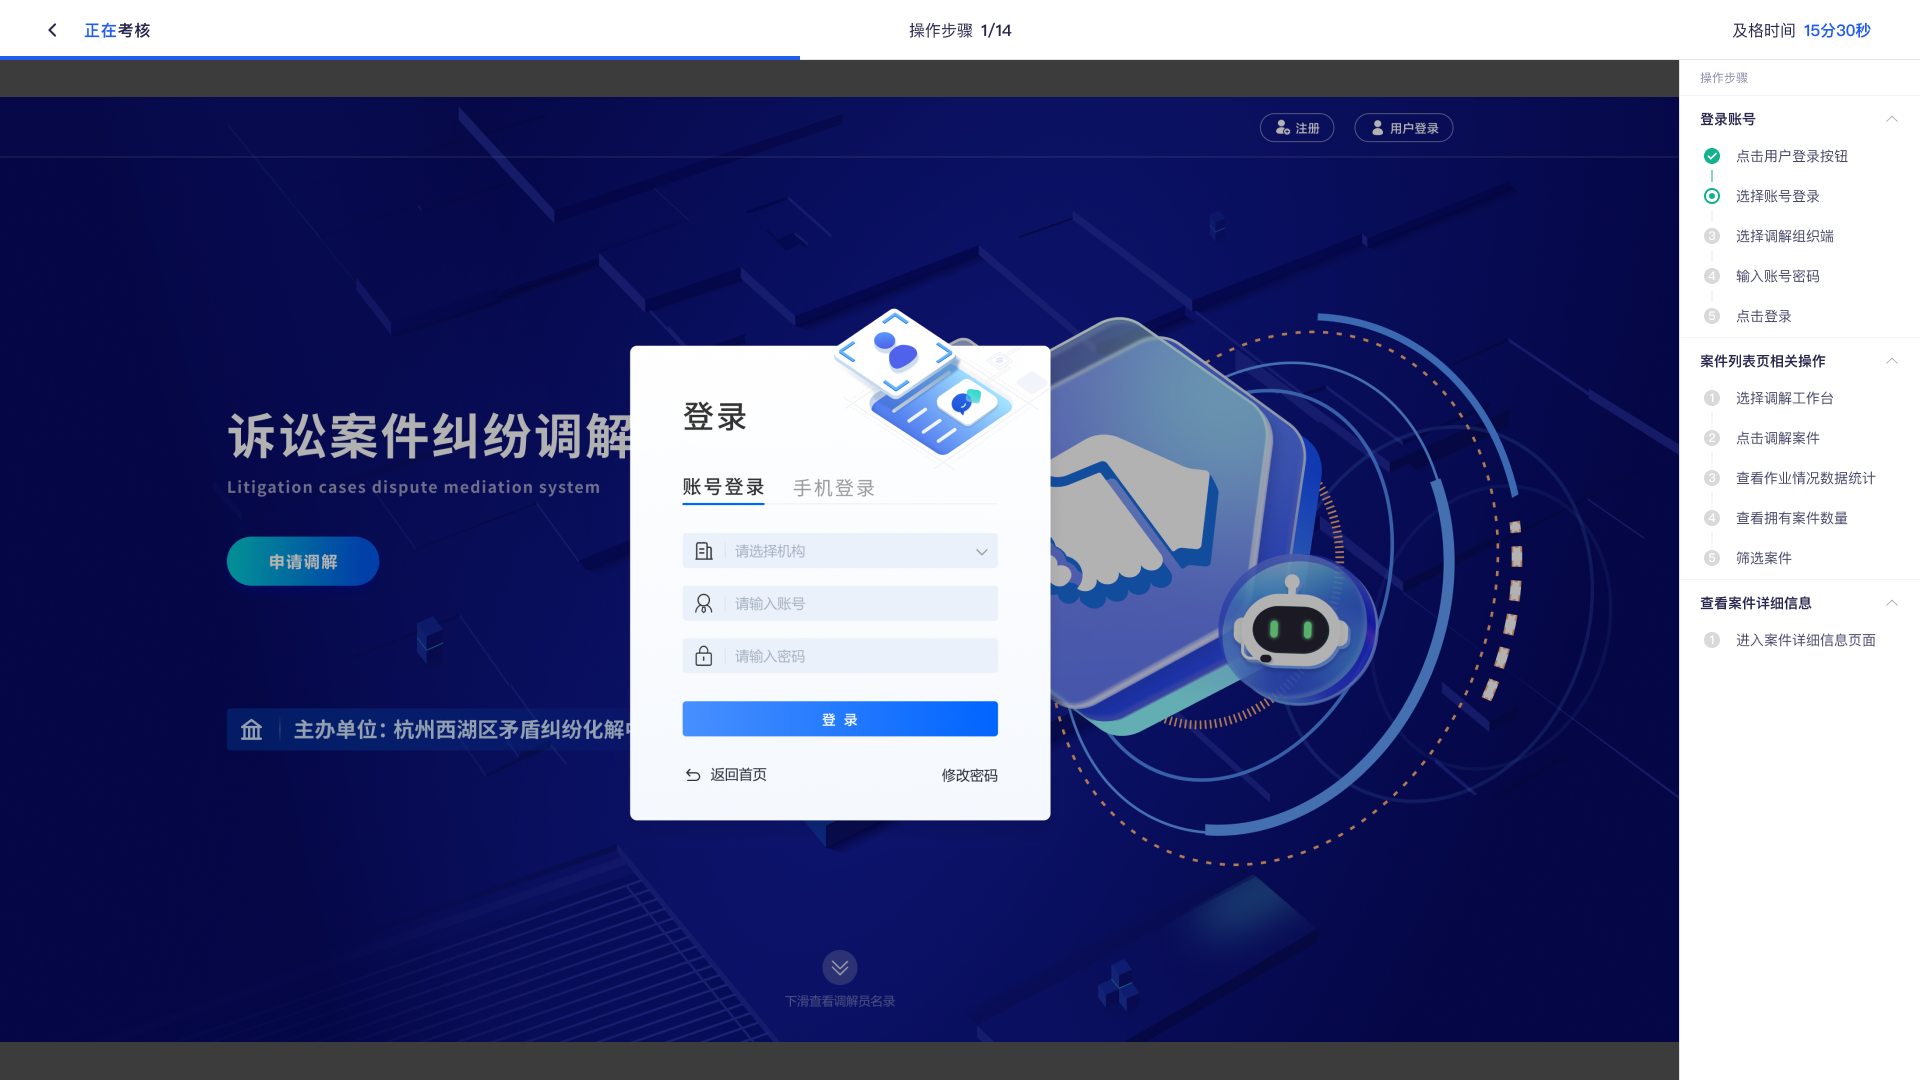 正在考核
操作步骤 1/14
及格时间 15分30秒
操作步骤
登录账号
点击用户登录按钮
选择账号登录
3 选择调解组织端
4 输入账号密码
5 点击登录
案件列表页相关操作
1 选择调解工作台
2 点击调解案件
3 查看作业情况数据统计
4 查看拥有案件数量
5 筛选案件
查看案件详细信息
1 进入案件详细信息页面
注册
用户登录
诉讼案件纠纷调解
Litigation cases dispute mediation system
申请调解
主办单位：杭州西湖区矛盾纠纷化解
登录
账号登录 手机登录
请选择机构
请输入账号
请输入密码
登 录
返回首页
修改密码
下滑查看调解员名录